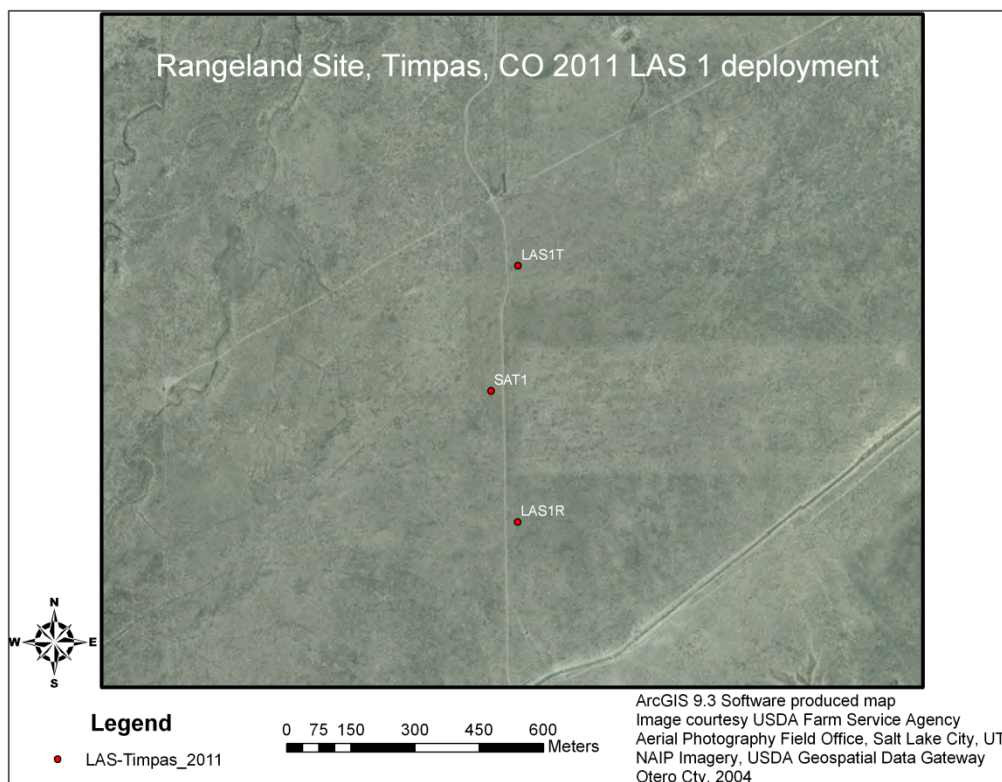 Rangeland Site, Timpas, CO 2011 LAS 1 deployment
LAS1T
SAT1
LAS1R
N
W E
S
Legend
LAS-Timpas_2011
0 75 150 300 450 600
Meters
ArcGIS 9.3 Software produced map
Image courtesy USDA Farm Service Agency
Aerial Photography Field Office, Salt Lake City, UT
NAIP Imagery, USDA Geospatial Data Gateway
Otero Cty, 2004